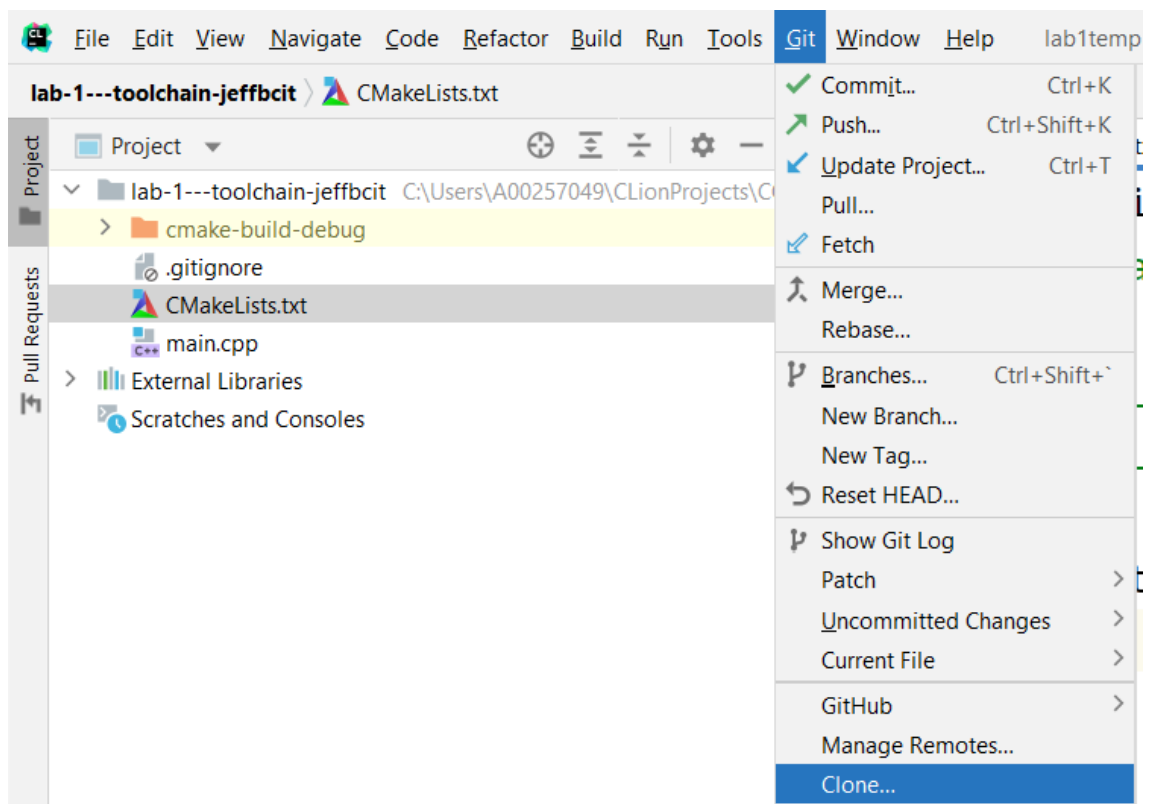 CL File Edit View Navigate Code Refactor Build Run Tools Git Window Help lab1temp
lab-1---toolchain-jeffbcit CMakeLists.txt
Project
Project
lab-1---toolchain-jeffbcit C:\Users\A00257049\CLionProjects\C
cmake-build-debug
.gitignore
CMakeLists.txt
C++ main.cpp
External Libraries
Scratches and Consoles
Pull Requests
Commit... Ctrl+K
Push... Ctrl+Shift+K
Update Project... Ctrl+T
Pull...
Fetch
Merge...
Rebase...
Branches... Ctrl+Shift+`
New Branch...
New Tag...
Reset HEAD...
Show Git Log
Patch
Uncommitted Changes
Current File
GitHub
Manage Remotes...
Clone...